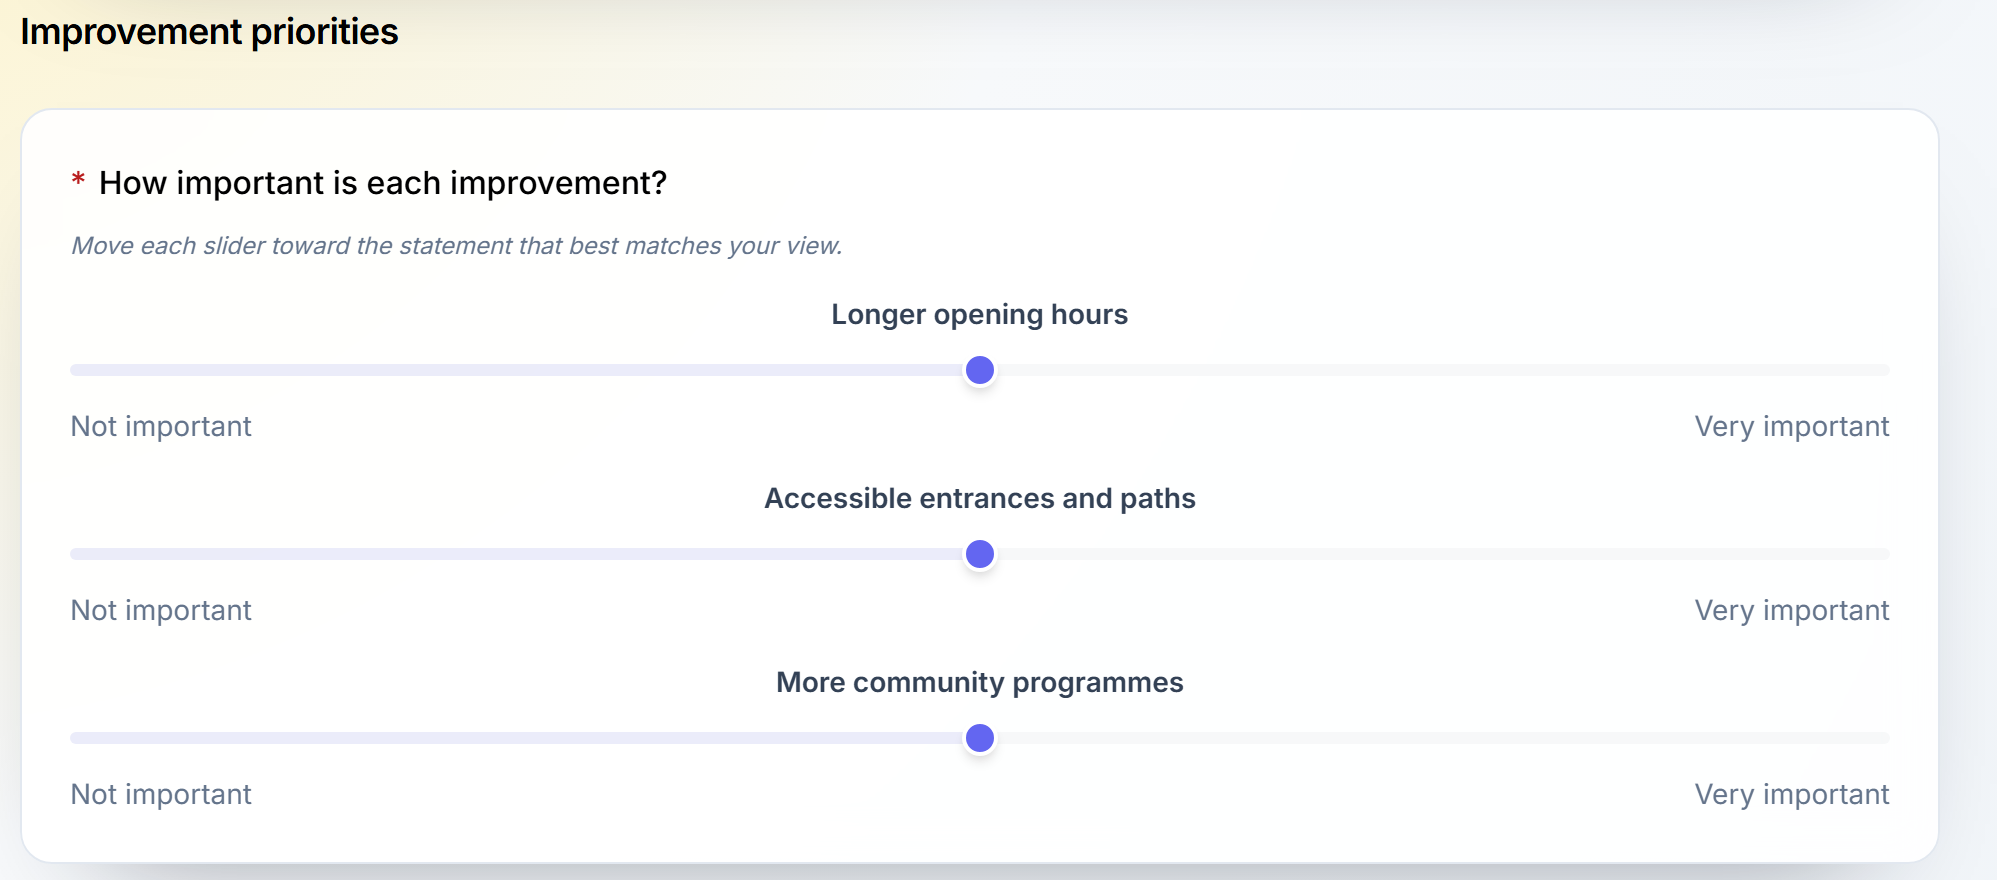 Improvement priorities
* How important is each improvement?
Move each slider toward the statement that best matches your view.
Longer opening hours
Not important
Very important
Accessible entrances and paths
Not important
Very important
More community programmes
Not important
Very important